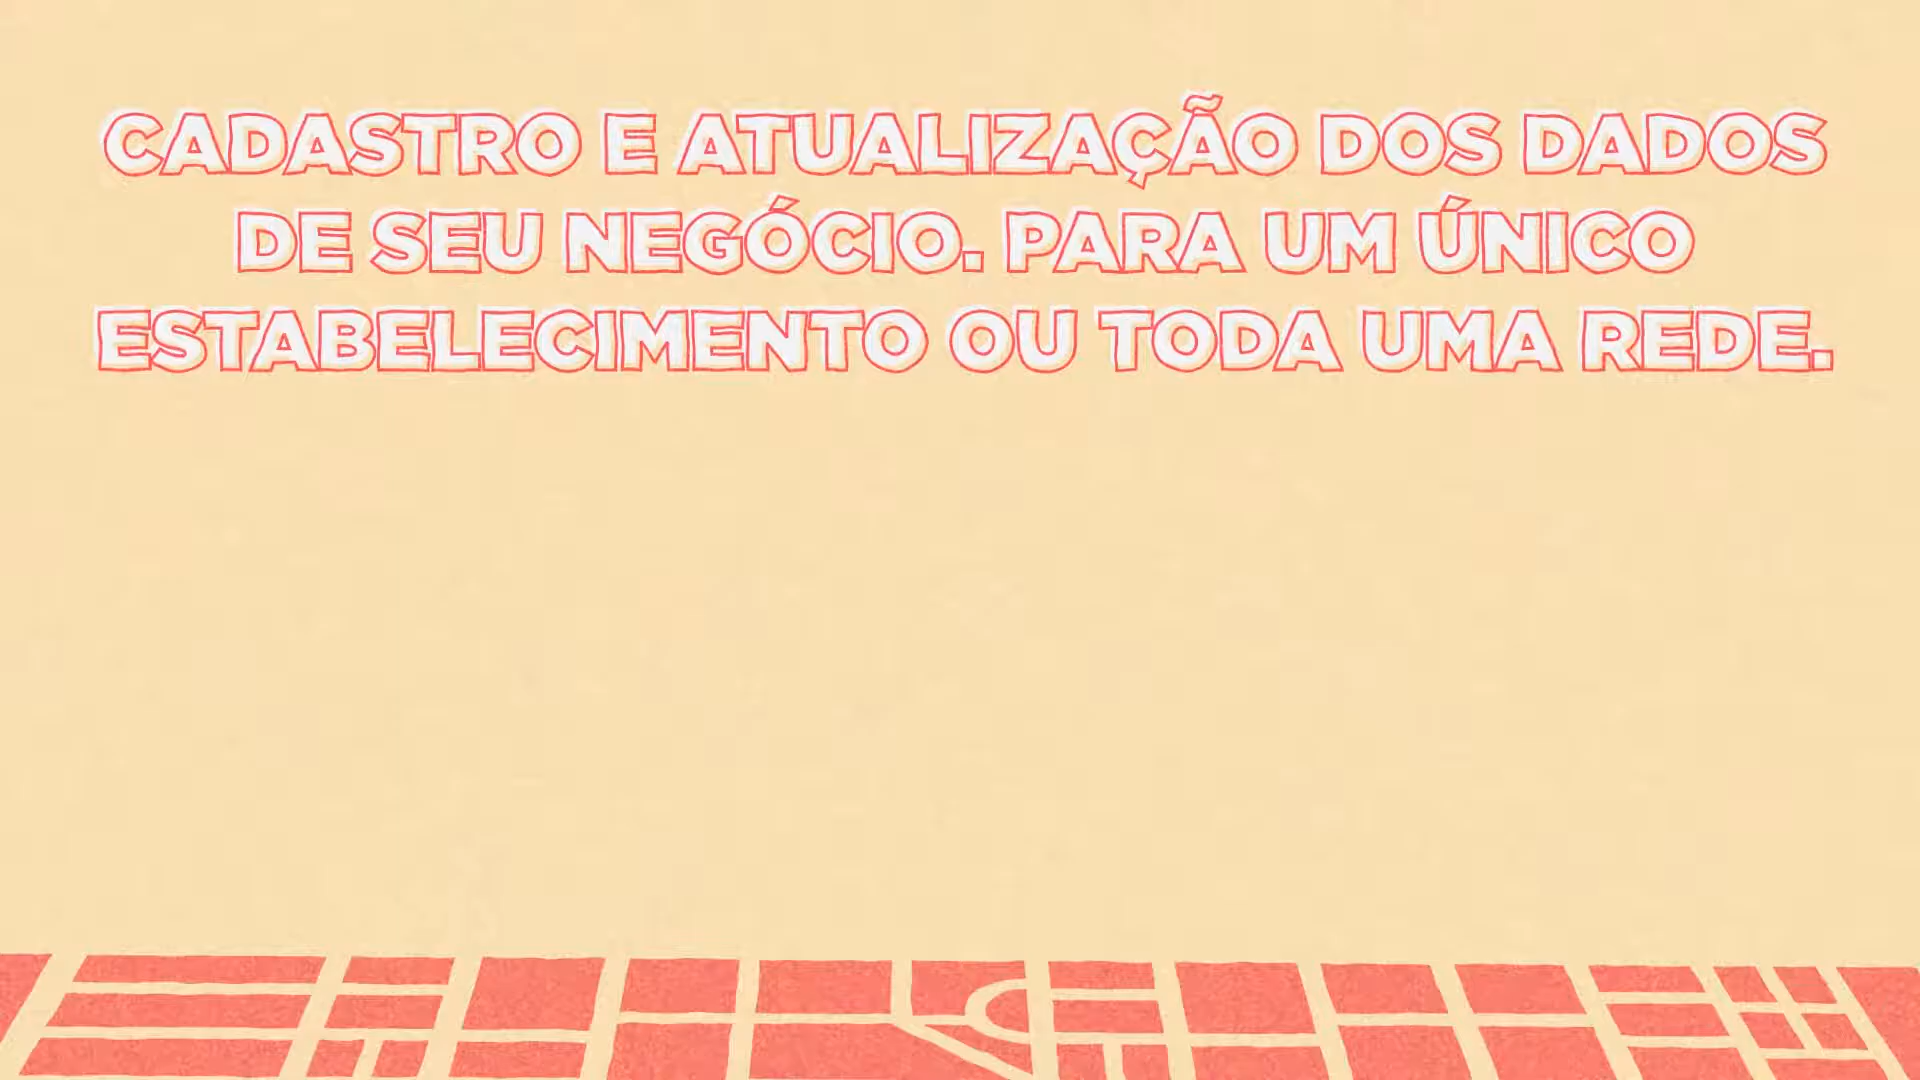 CADASTRO E ATUALIZAÇÃO DOS DADOS
DE SEU NEGÓCIO. PARA UM ÚNICO
ESTABELECIMENTO OU TODA UMA REDE.